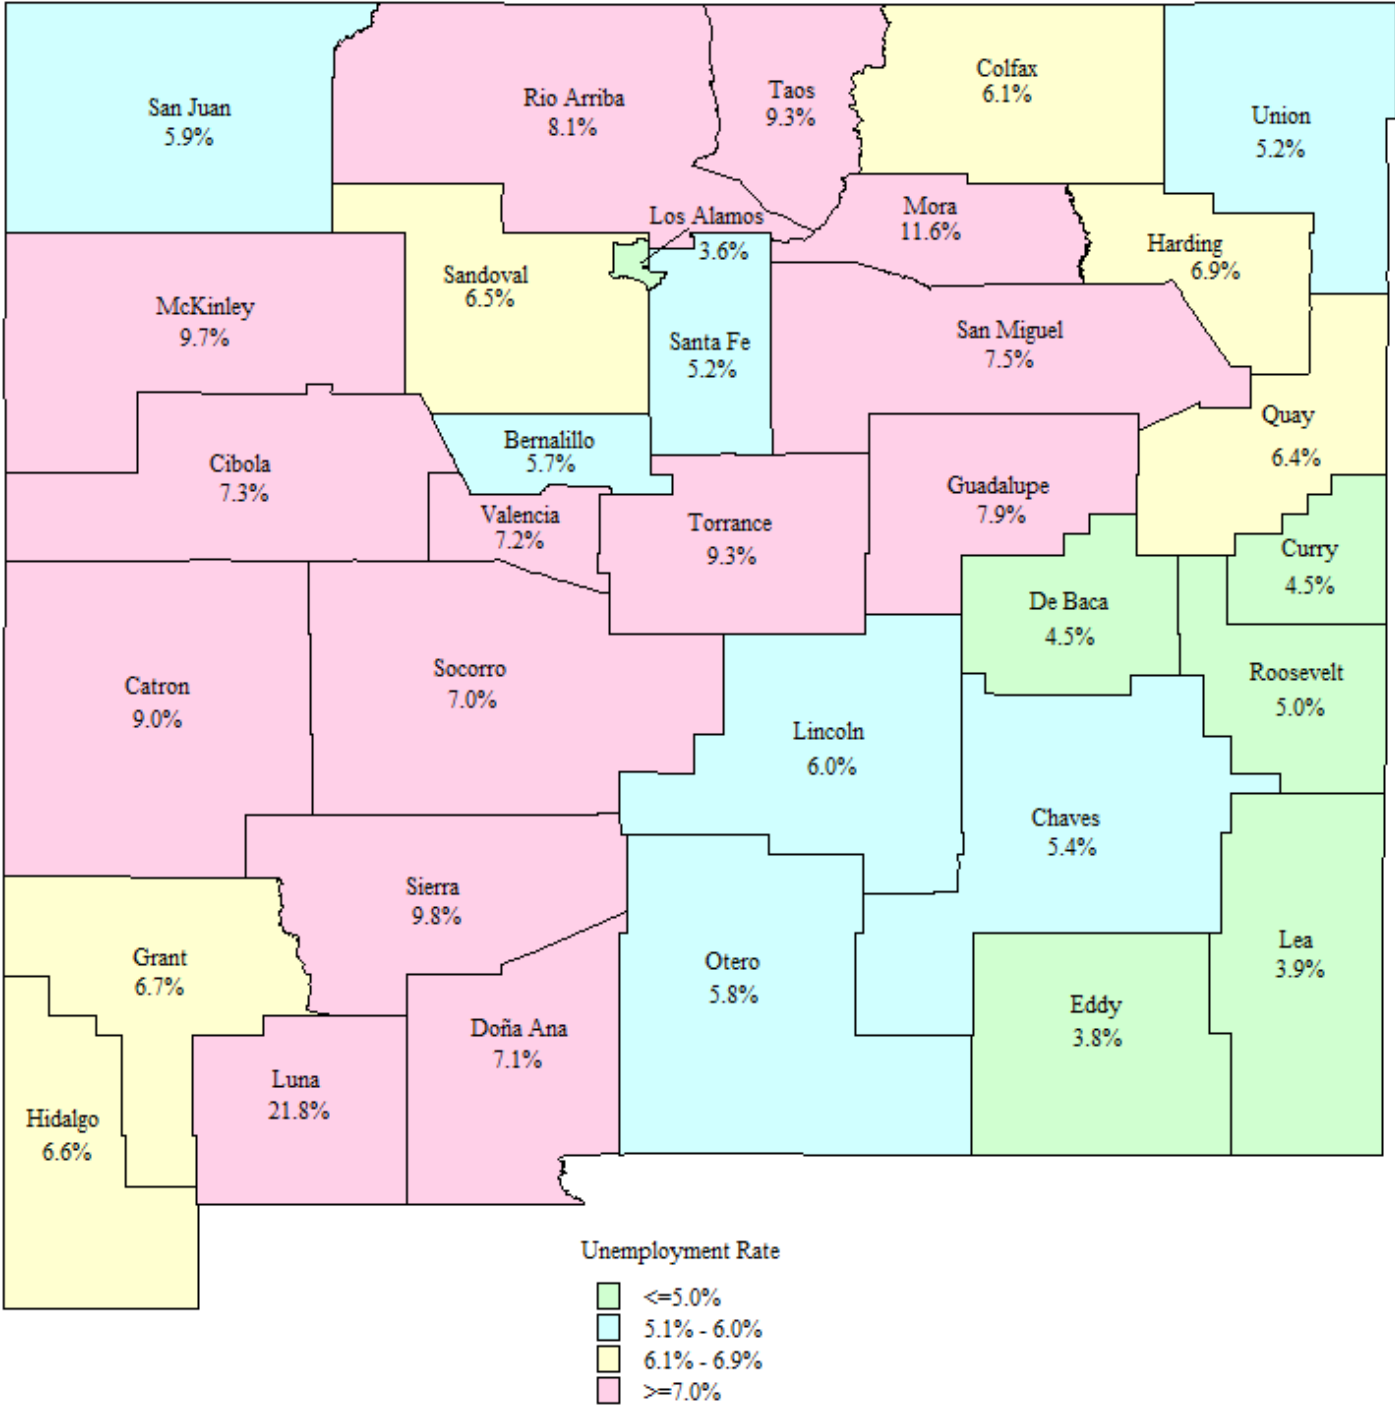 San Juan
5.9%
Rio Arriba
8.1%
Taos
9.3%
Colfax
6.1%
Union
5.2%
Los Alamos
3.6%
Mora
11.6%
Harding
6.9%
McKinley
9.7%
Sandoval
6.5%
Santa Fe
5.2%
San Miguel
7.5%
Quay
6.4%
Cibola
7.3%
Bernalillo
5.7%
Valencia
7.2%
Torrance
9.3%
Guadalupe
7.9%
Curry
4.5%
De Baca
4.5%
Roosevelt
5.0%
Catron
9.0%
Socorro
7.0%
Lincoln
6.0%
Chaves
5.4%
Sierra
9.8%
Grant
6.7%
Otero
5.8%
Lea
3.9%
Eddy
3.8%
Doña Ana
7.1%
Luna
21.8%
Hidalgo
6.6%
Unemployment Rate
<=5.0%
5.1% - 6.0%
6.1% - 6.9%
>=7.0%